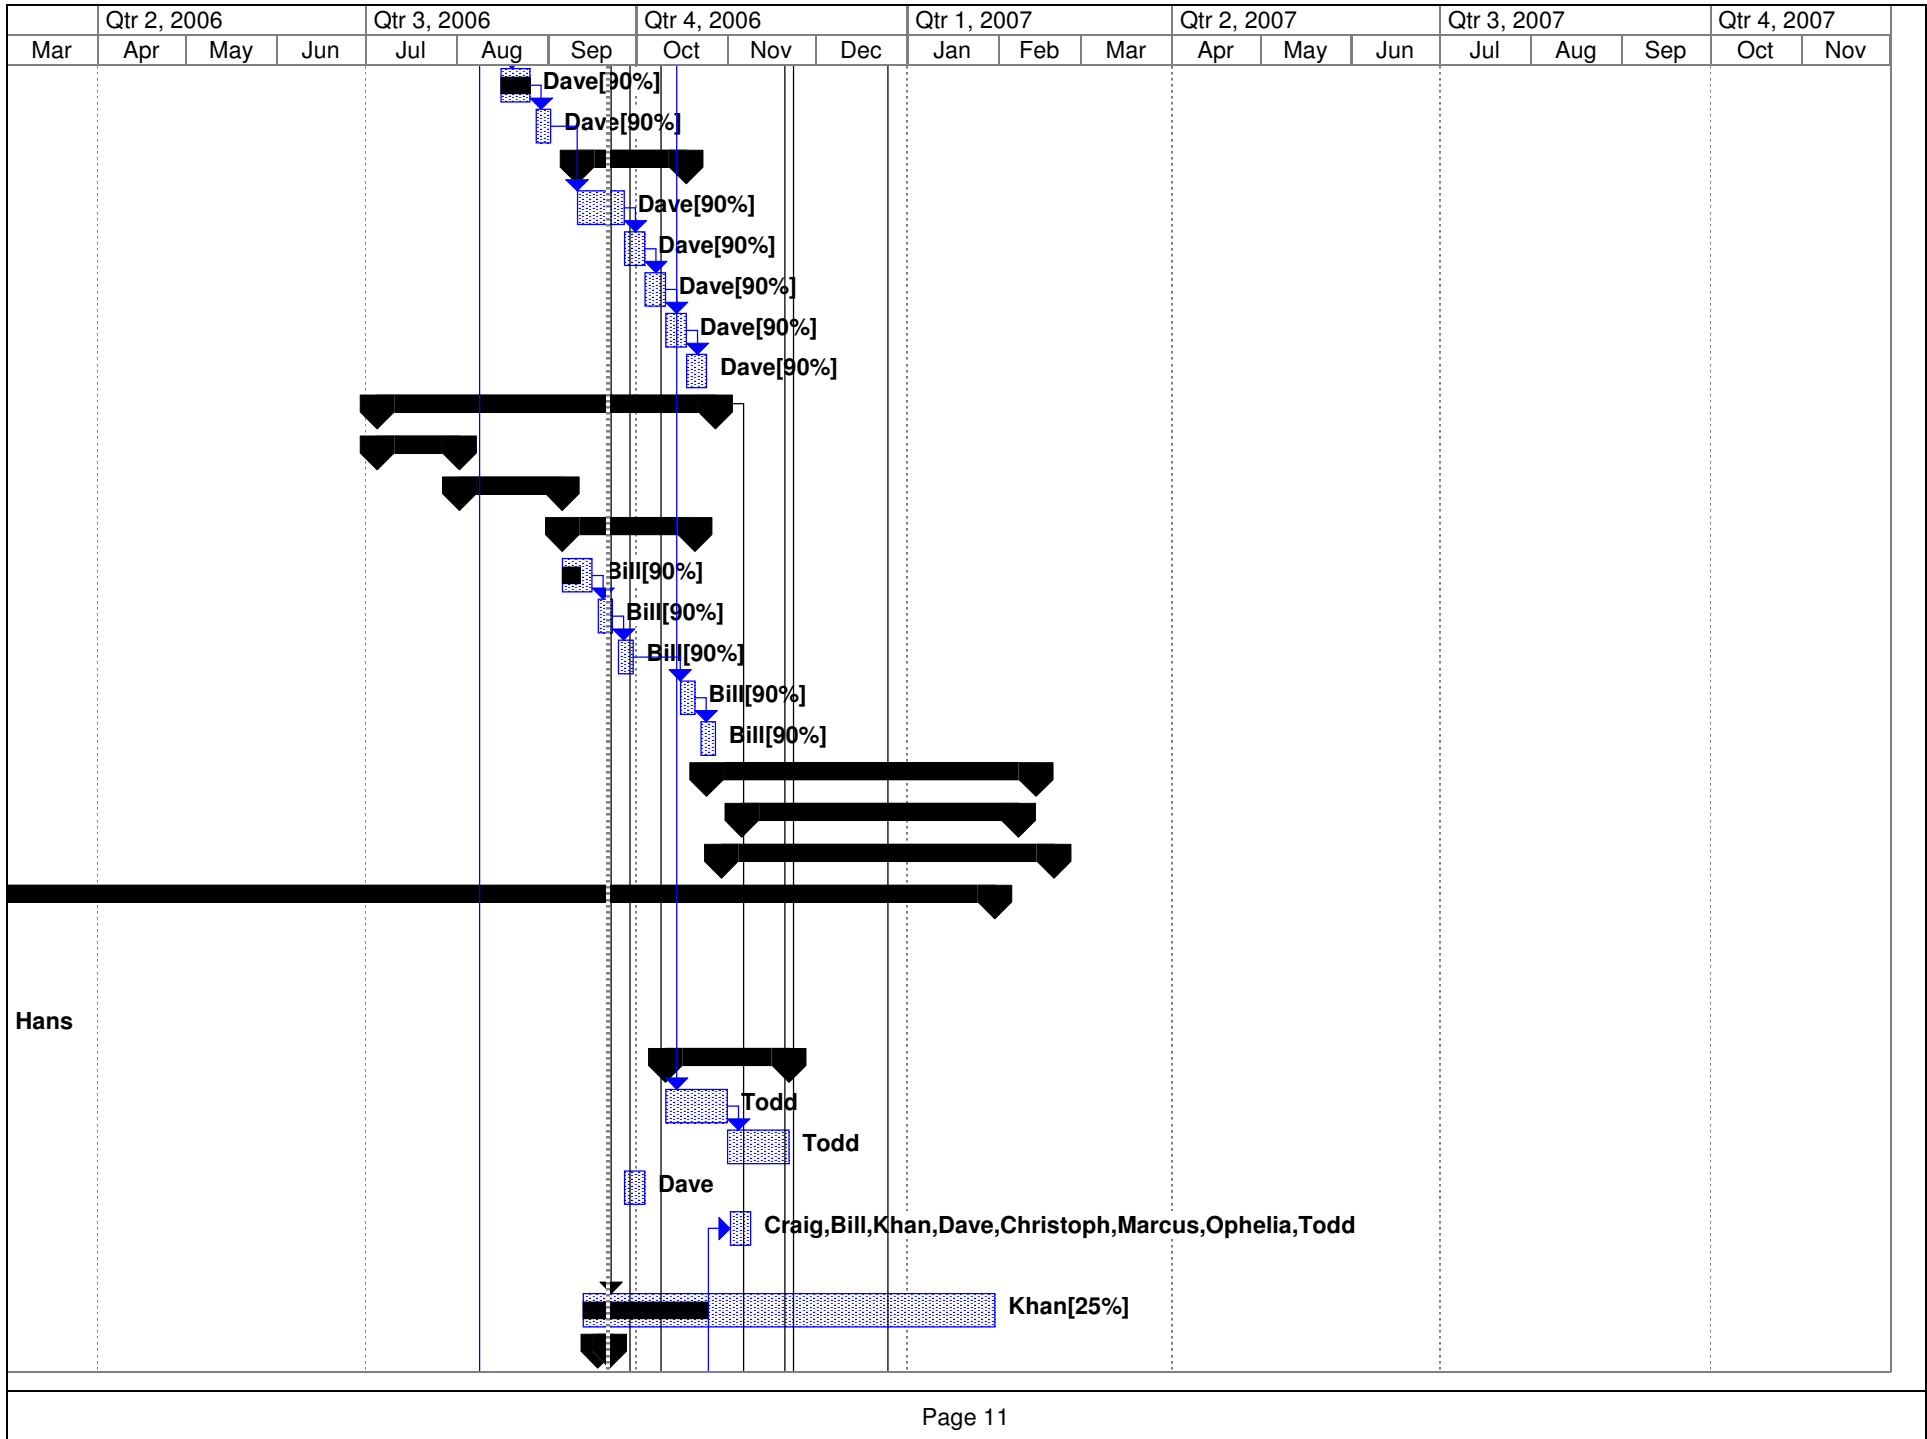 Qtr 2, 2006 Qtr 3, 2006 Qtr 4, 2006 Qtr 1, 2007 Qtr 2, 2007 Qtr 3, 2007 Qtr 4, 2007
Mar Apr May Jun Jul Aug Sep Oct Nov Dec Jan Feb Mar Apr May Jun Jul Aug Sep Oct Nov
Dave[90%]
Dave[90%]
Dave[90%]
Dave[90%]
Dave[90%]
Dave[90%]
Dave[90%]
Bill[90%]
Bill[90%]
Bill[90%]
Bill[90%]
Bill[90%]
Hans
Todd
Todd
Dave
Craig,Bill,Khan,Dave,Christoph,Marcus,Ophelia,Todd
Khan[25%]
Page 11